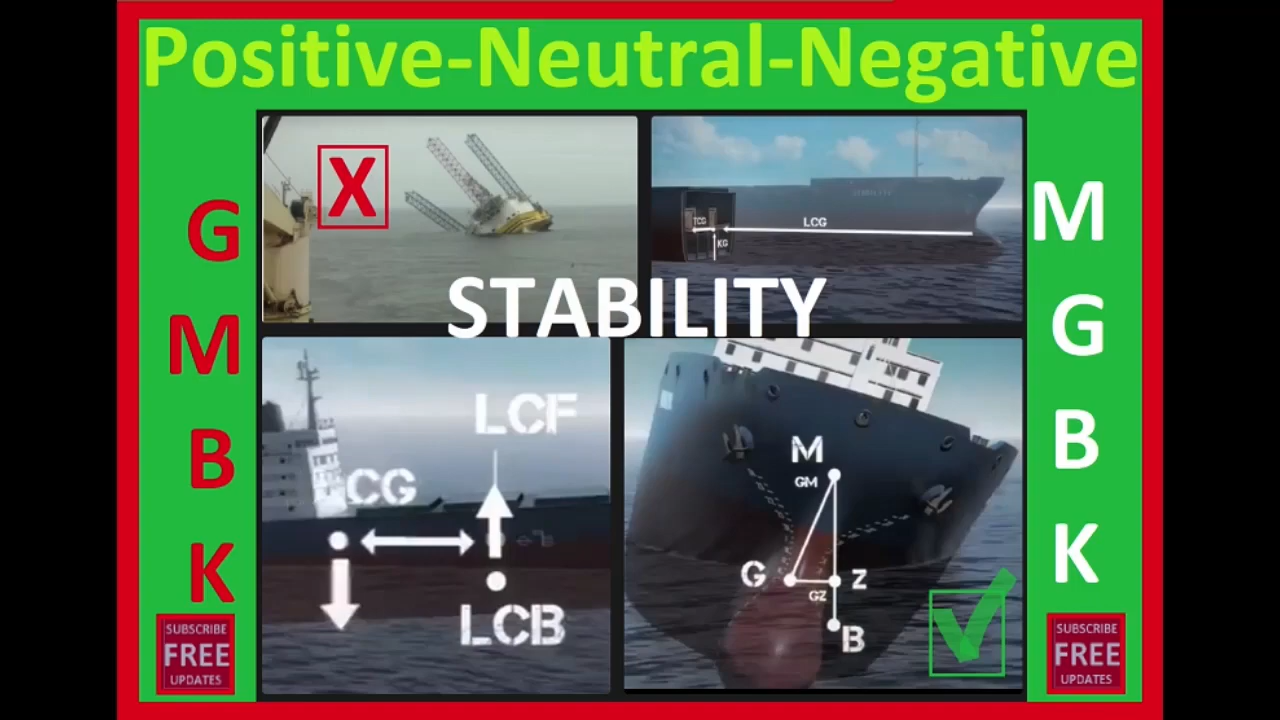 Positive-Neutral-Negative
G
M
B
K
X
TCG
KG
LCG
M
G
B
K
STABILITY
CG
LCF
LCB
M
GM
G
Z
GZ
B
SUBSCRIBE
FREE
UPDATES
SUBSCRIBE
FREE
UPDATES